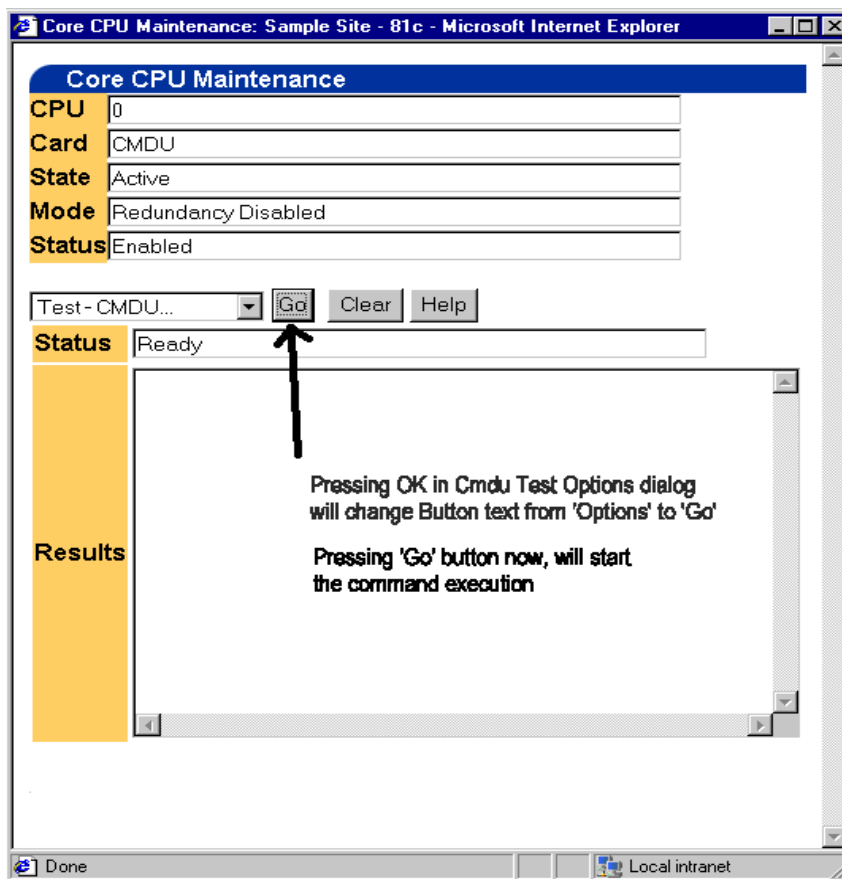 Core CPU Maintenance: Sample Site - 81c - Microsoft Internet Explorer
Core CPU Maintenance
CPU 0
Card CMDU
State Active
Mode Redundancy Disabled
Status Enabled
Test-CMDU... Go Clear Help
Status Ready
Pressing OK in Cmdu Test Options dialog
will change Button text from 'Options' to 'Go'
Results
Pressing 'Go' button now, will start
the command execution
Done Local intranet